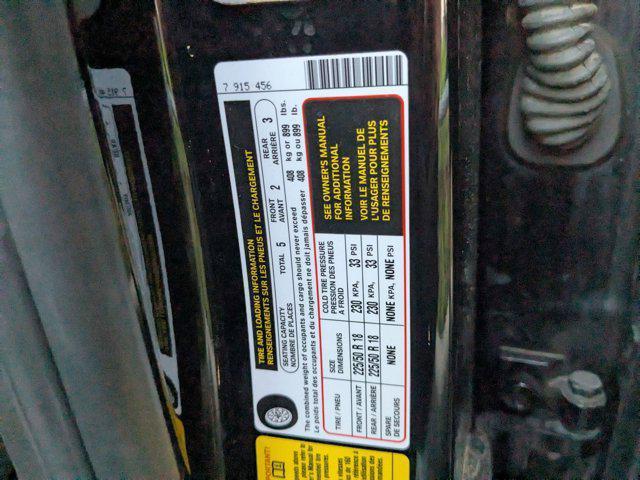 7 915 456
TIRE AND LOADING INFORMATION
RENSEIGNEMENTS SUR LES PNEUS ET LE CHARGEMENT
SEATING CAPACITY
NOMBRE DE PLACES
TOTAL 5
FRONT
AVANT 2
REAR
ARRIÈRE 3
The combined weight of occupants and cargo should never exceed 408 kg or 899 lbs.
Le poids total des occupants et du chargement ne doit jamais dépasser 408 kg ou 899 lb.
TIRE / PNEU
SIZE
DIMENSIONS
COLD TIRE PRESSURE
PRESSION DES PNEUS
A FROID
FRONT / AVANT 225/50 R 18 230 KPA, 33 PSI
REAR / ARRIÈRE 225/50 R 18 230 KPA, 33 PSI
SPARE
DE SECOURS NONE NONE KPA, NONE PSI
SEE OWNER'S MANUAL
FOR ADDITIONAL
INFORMATION
VOIR LE MANUEL DE
L'USAGER POUR PLUS
DE RENSEIGNEMENTS